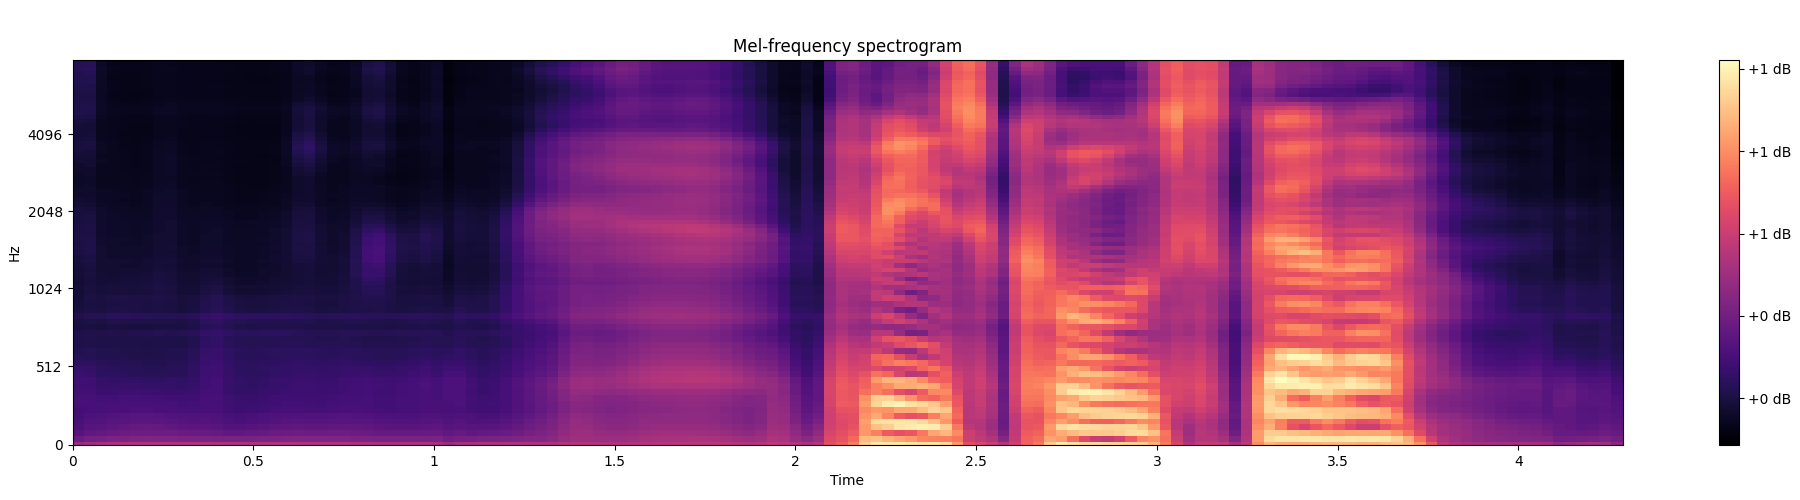 Mel-frequency spectrogram
Hz
4096
2048
1024
512
0
0 0.5 1 1.5 2 2.5 3 3.5 4
Time
+1 dB
+1 dB
+1 dB
+0 dB
+0 dB